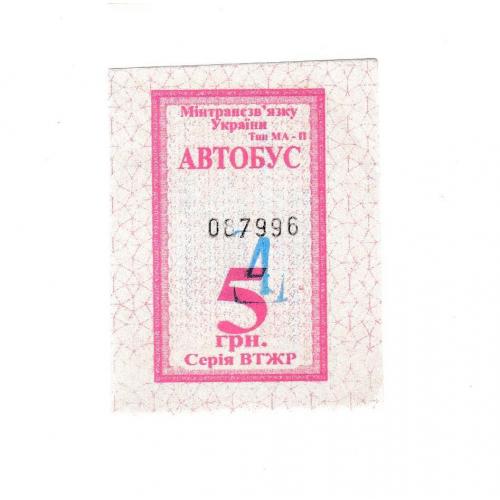 Мінтрансзв'язку
України
Тип МА - П
АВТОБУС
087996
Д
5
грн.
Серія ВТЖР